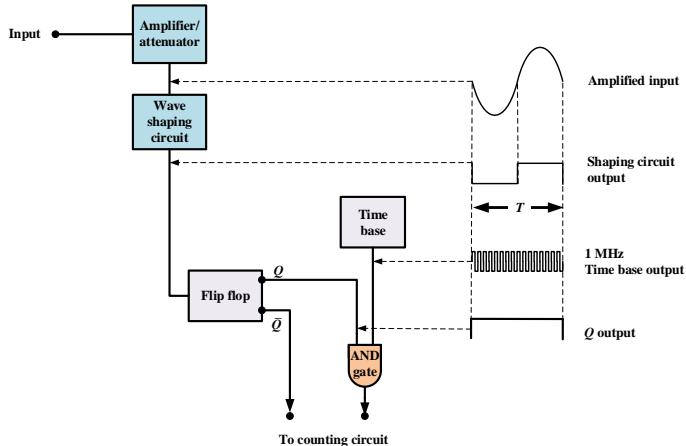 Input
Amplifier/
attenuator
Amplified input
Wave
shaping
circuit
Shaping circuit
output
T
Time
base
1 MHz
Time base output
Flip flop
Q
Q̄
Q output
AND
gate
To counting circuit